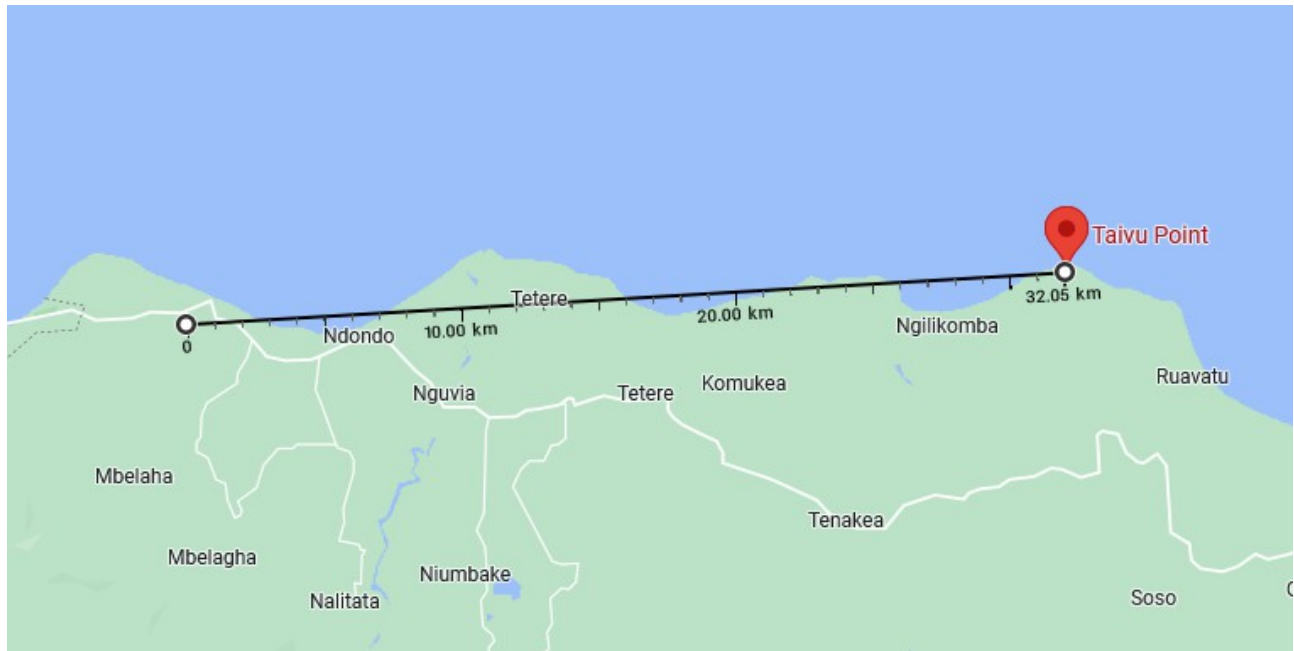 Taivu Point
32.05 km
Tetere
20.00 km
10.00 km
0
Ndondo
Ngilikomba
Ruavatu
Komukea
Nguvia
Tetere
Mbelaha
Tenakea
Mbelagha
Niumbake
Nalitata
Soso